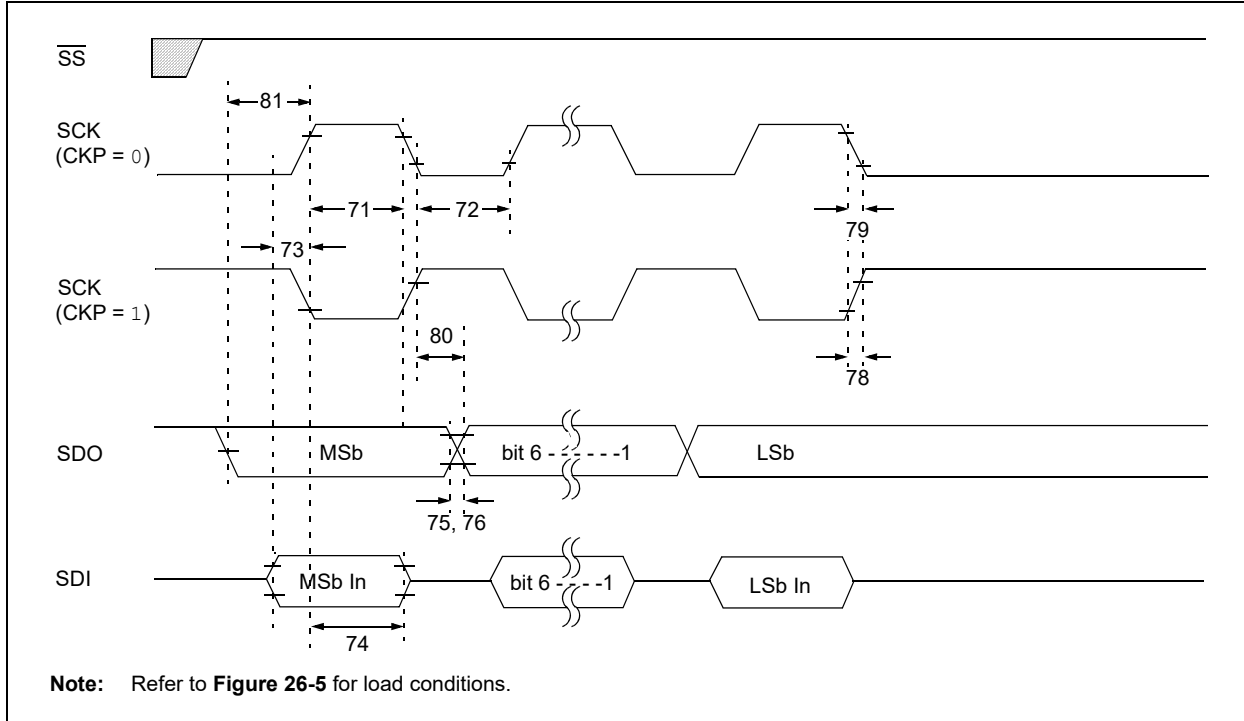 SS
81
SCK
(CKP = 0)
71
72
79
73
SCK
(CKP = 1)
80
78
SDO
MSb
bit 6 - - - - - -1
LSb
75, 76
SDI
MSb In
bit 6 - - - - -1
LSb In
74
Note: Refer to Figure 26-5 for load conditions.